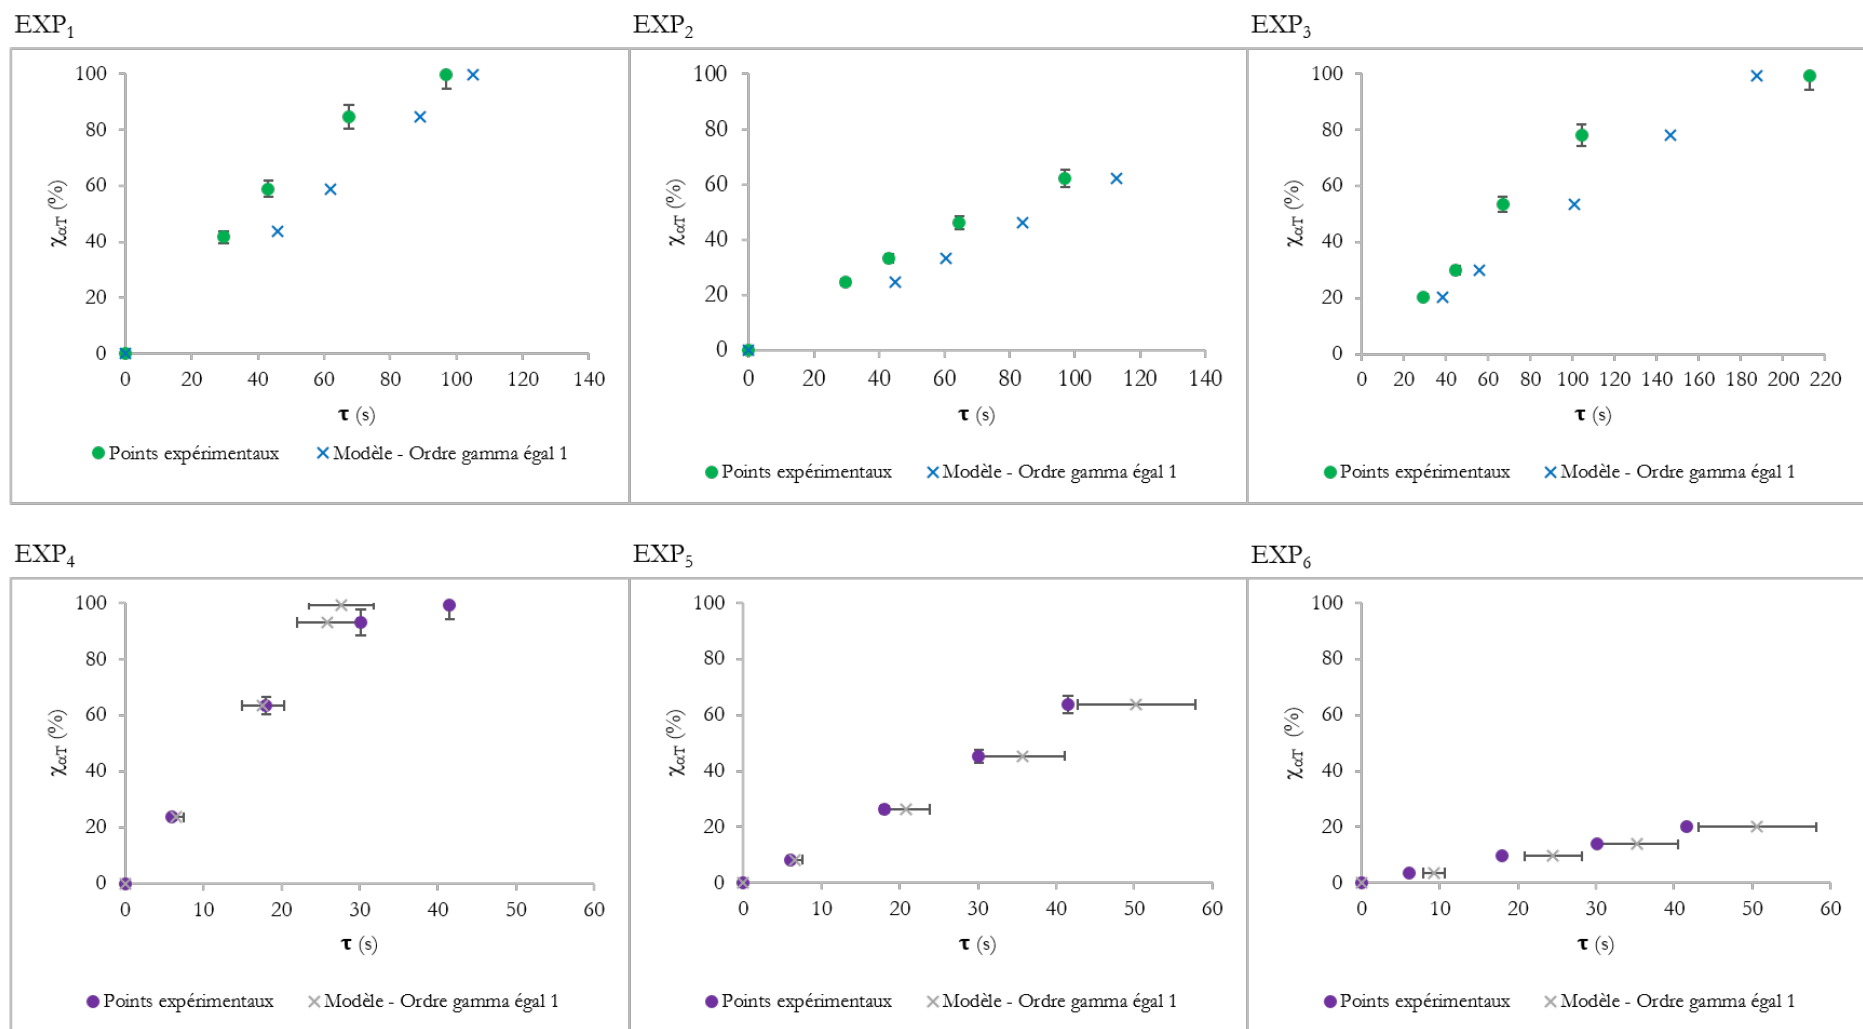 EXP₁
EXP₂
EXP₃
100
80
60
40
20
0
χαT (%)
0 20 40 60 80 100 120 140
τ (s)
Points expérimentaux Modèle - Ordre gamma égal 1
100
80
60
40
20
0
χαT (%)
0 20 40 60 80 100 120 140
τ (s)
Points expérimentaux Modèle - Ordre gamma égal 1
100
80
60
40
20
0
χαT (%)
0 20 40 60 80 100 120 140 160 180 200 220
τ (s)
Points expérimentaux Modèle - Ordre gamma égal 1
EXP₄
EXP₅
EXP₆
100
80
60
40
20
0
χαT (%)
0 10 20 30 40 50 60
τ (s)
Points expérimentaux Modèle - Ordre gamma égal 1
100
80
60
40
20
0
χαT (%)
0 10 20 30 40 50 60
τ (s)
Points expérimentaux Modèle - Ordre gamma égal 1
100
80
60
40
20
0
χαT (%)
0 10 20 30 40 50 60
τ (s)
Points expérimentaux Modèle - Ordre gamma égal 1